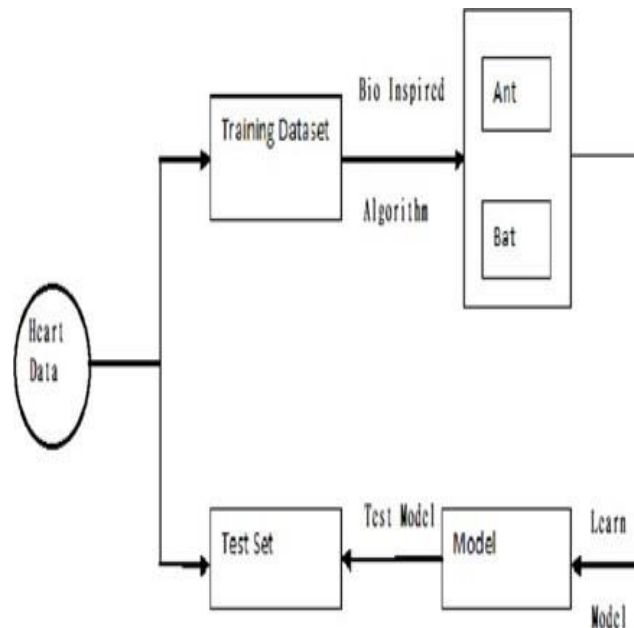 Bio Inspired
Algorithm
Training Dataset
Ant
Bat
Heart
Data
Test Set
Test Model
Model
Learn
Model